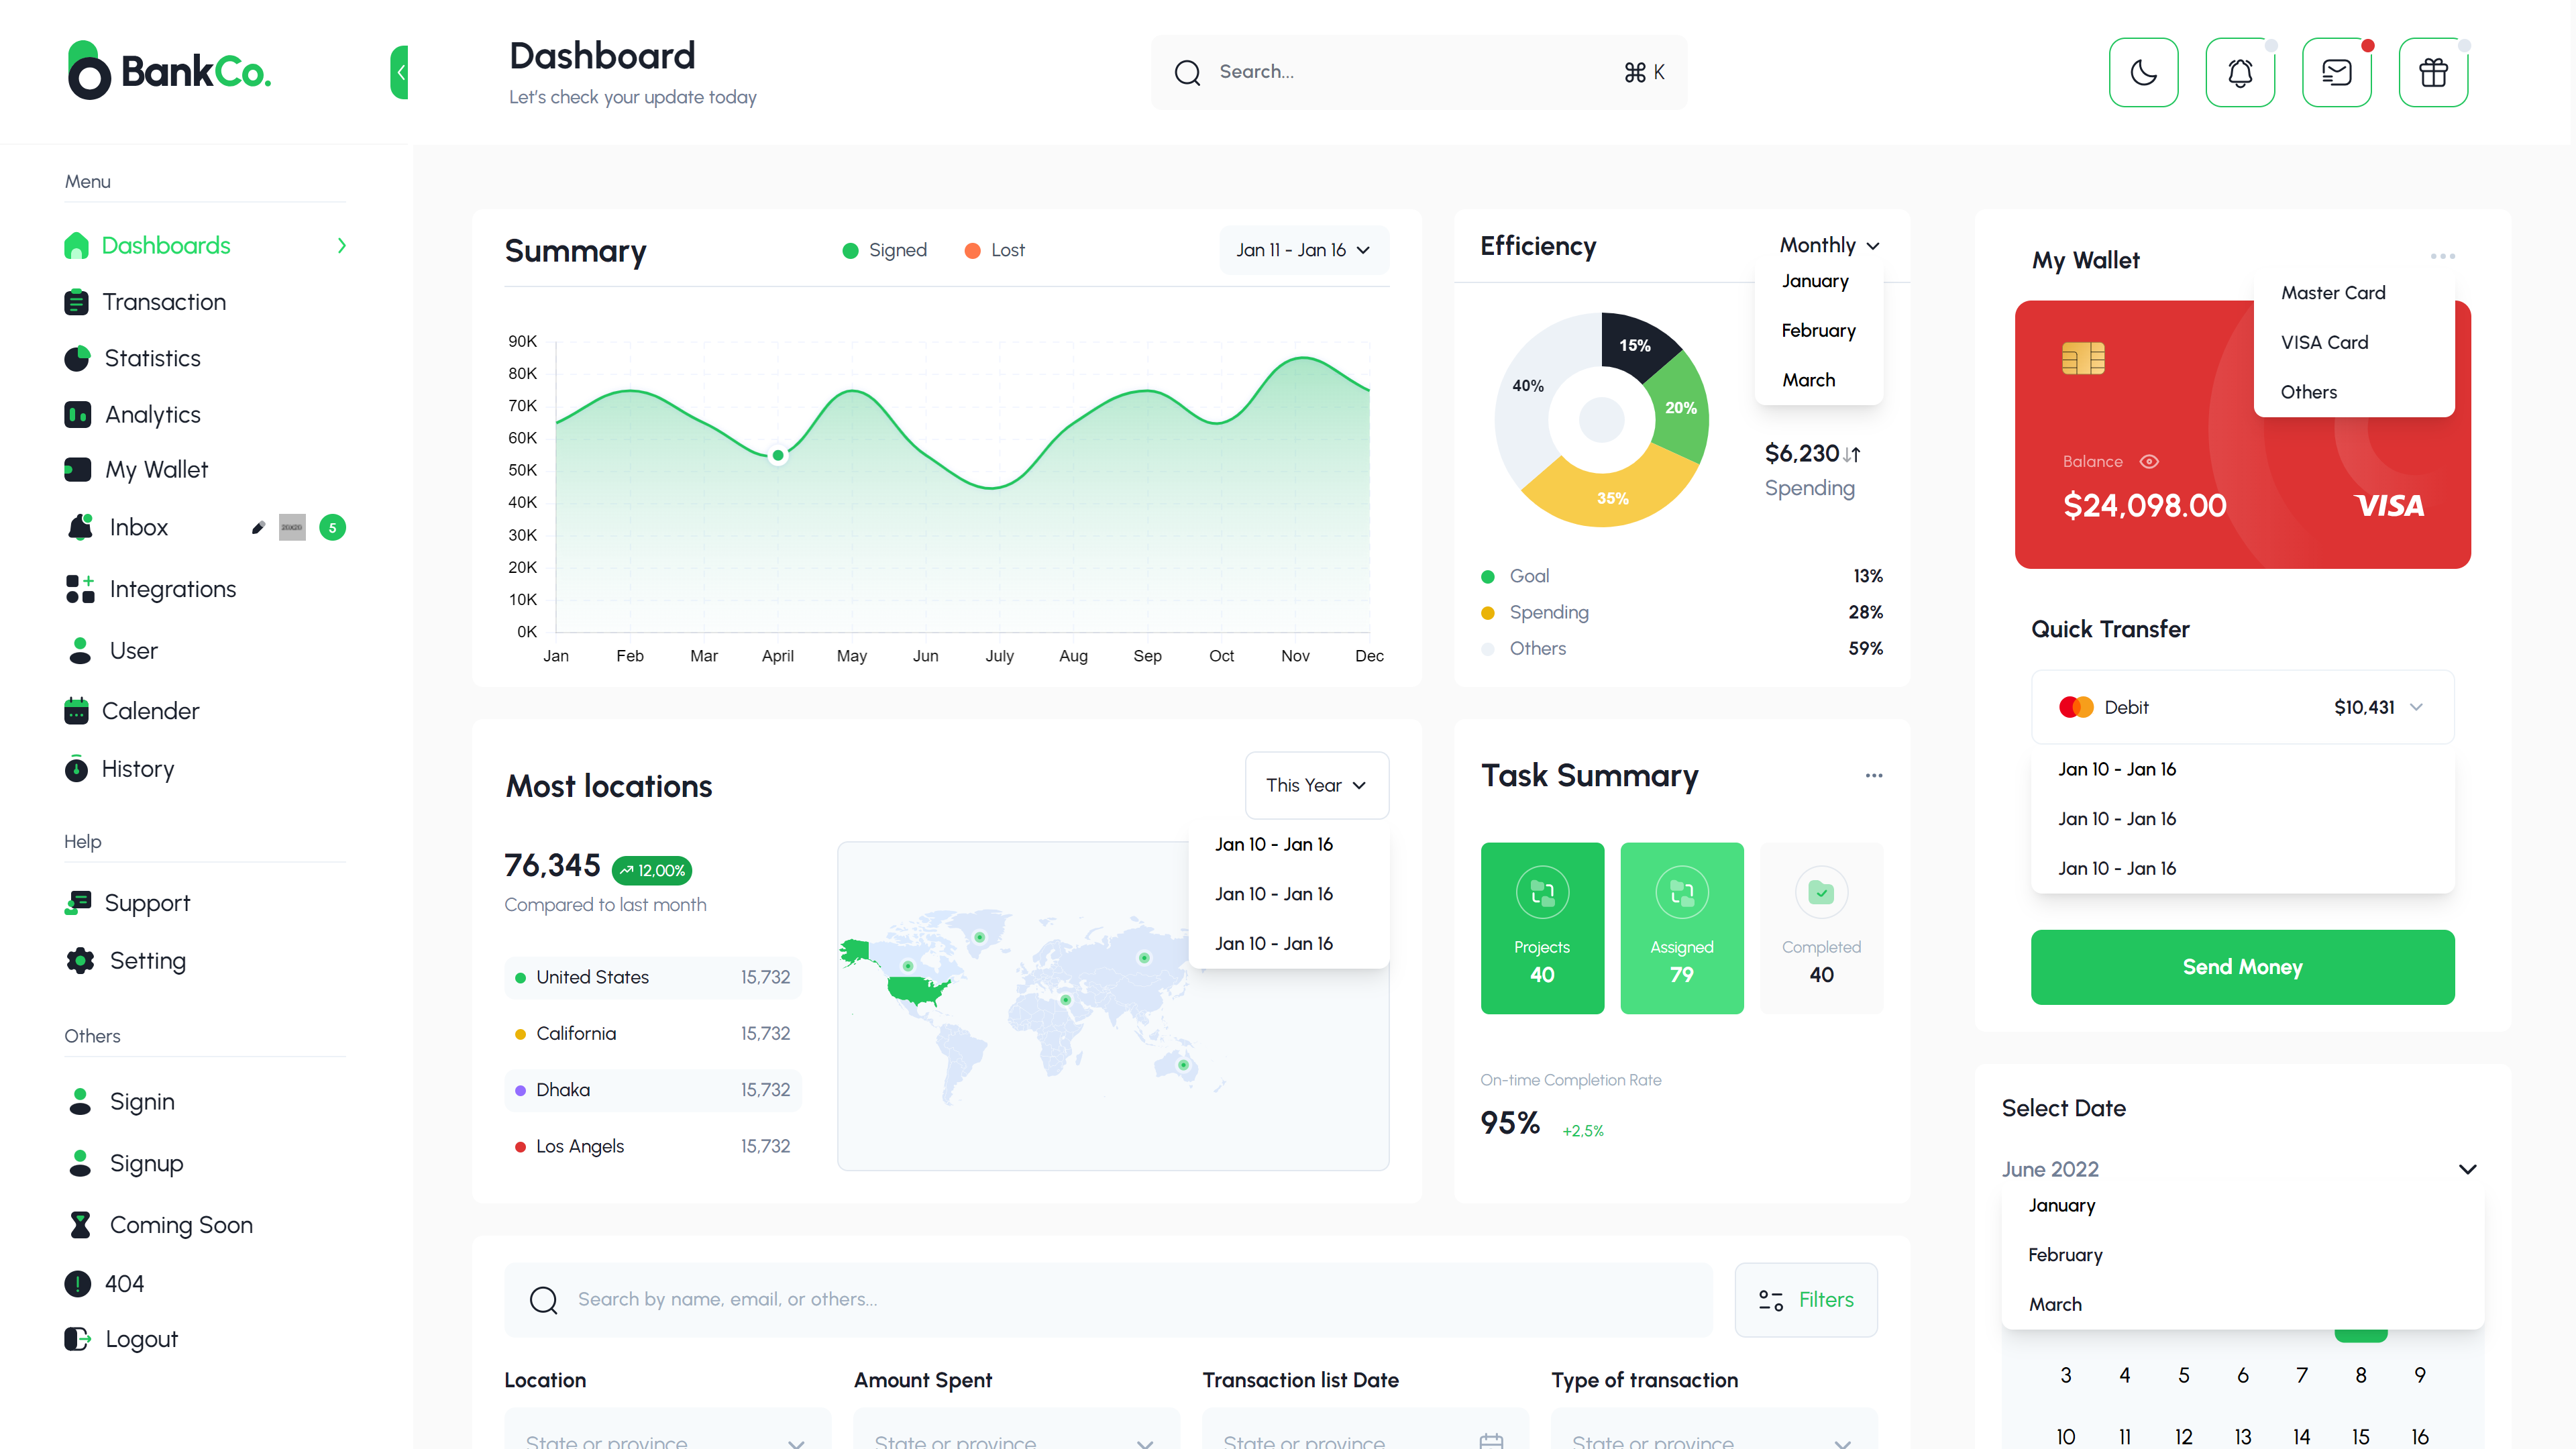 BankCo.
Dashboard
Let's check your update today
Search...
⌘ K
Menu
Dashboards
Transaction
Statistics
Analytics
My Wallet
Inbox
20x20
5
Integrations
User
Calender
History
Help
Support
Setting
Others
Signin
Signup
Coming Soon
404
Logout
Summary
Signed
Lost
Jan 11 - Jan 16
90K
80K
70K
60K
50K
40K
30K
20K
10K
0K
Jan Feb Mar April May Jun July Aug Sep Oct Nov Dec
Efficiency
Monthly
January
February
March
15%
20%
35%
40%
$6,230
Spending
Goal 13%
Spending 28%
Others 59%
My Wallet
Master Card
VISA Card
Others
Balance
$24,098.00
VISA
Quick Transfer
Debit $10,431
Jan 10 - Jan 16
Jan 10 - Jan 16
Jan 10 - Jan 16
Send Money
Most locations
This Year
Jan 10 - Jan 16
Jan 10 - Jan 16
Jan 10 - Jan 16
76,345
12,00%
Compared to last month
United States 15,732
California 15,732
Dhaka 15,732
Los Angels 15,732
Task Summary
Projects
40
Assigned
79
Completed
40
On-time Completion Rate
95% +2,5%
Select Date
June 2022
January
February
March
3 4 5 6 7 8 9
10 11 12 13 14 15 16
Search by name, email, or others...
Filters
Location
State or province
Amount Spent
State or province
Transaction list Date
State or province
Type of transaction
State or province